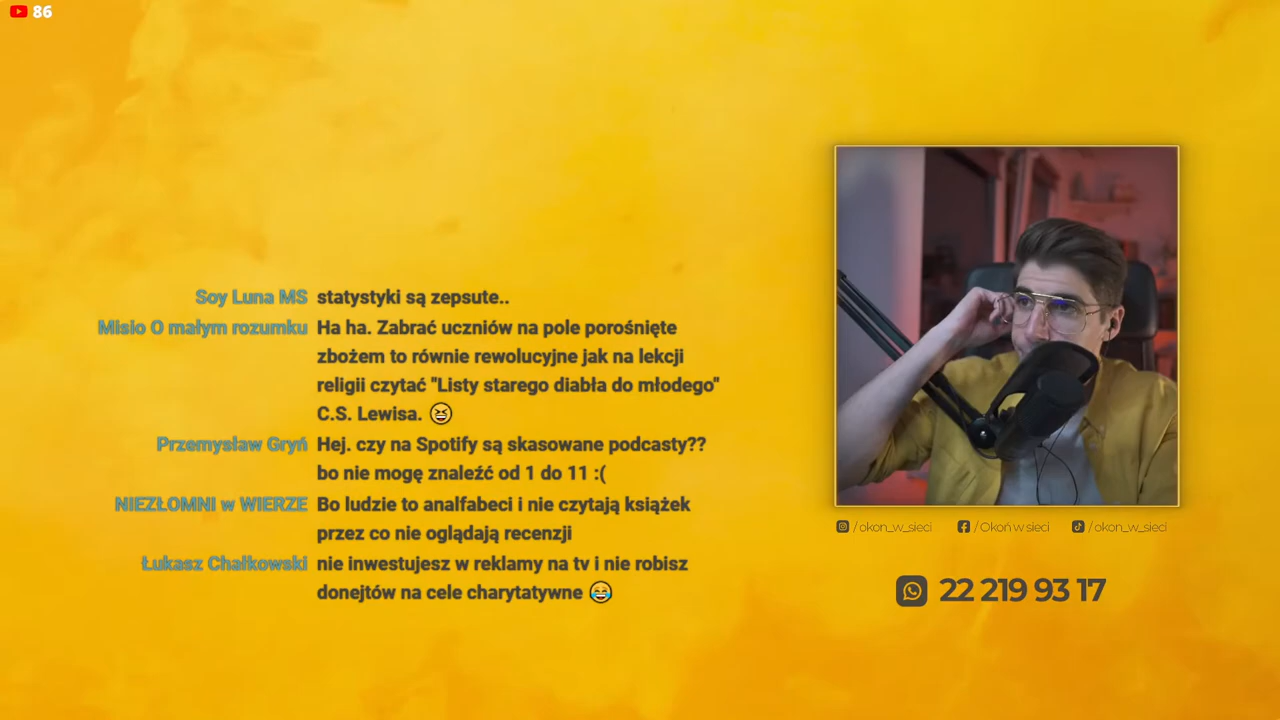 86
Soy Luna MS statystyki są zepsute..
Misio O małym rozumku Ha ha. Zabrać uczniów na pole porośnięte
zbożem to równie rewolucyjne jak na lekcji
religii czytać "Listy starego diabła do młodego"
C.S. Lewisa. 😆
Przemysław Gryń Hej. czy na Spotify są skasowane podcasty??
bo nie mogę znaleźć od 1 do 11 :(
NIEZŁOMNI w WIERZE Bo ludzie to analfabeci i nie czytają książek
przez co nie oglądają recenzji
Łukasz Chałkowski nie inwestujesz w reklamy na tv i nie robisz
donejtów na cele charytatywne 😂
/ okon_w_sieci / Okoń w sieci / okon_w_sieci
22 219 93 17